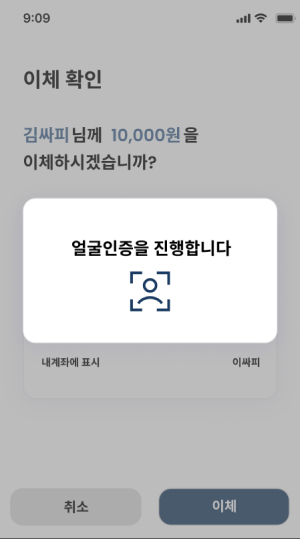 9:09
이체 확인
김싸피님께 10,000원을
이체하시겠습니까?
얼굴인증을 진행합니다
내계좌에 표시 이싸피
취소 이체